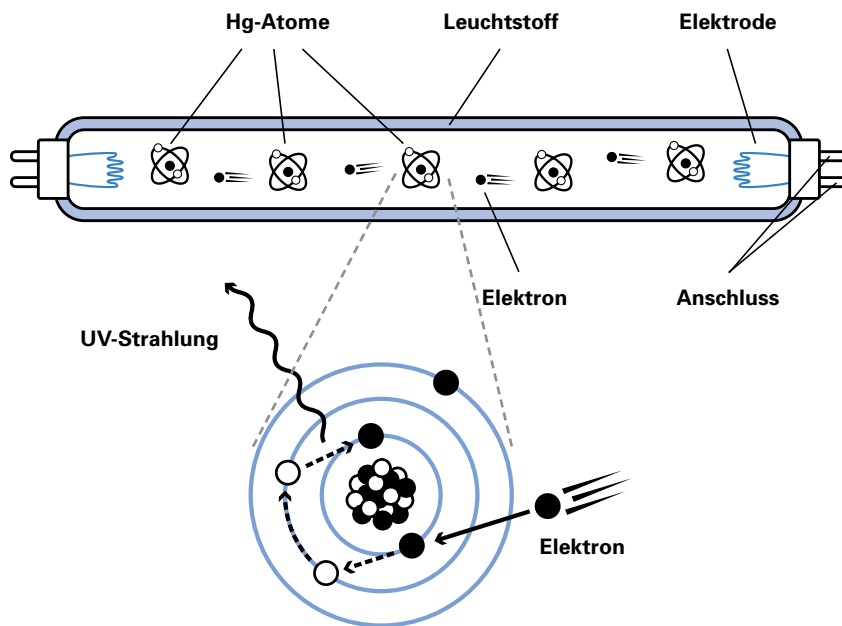 Hg-Atome
Leuchtstoff
Elektrode
Elektron
Anschluss
UV-Strahlung
Elektron